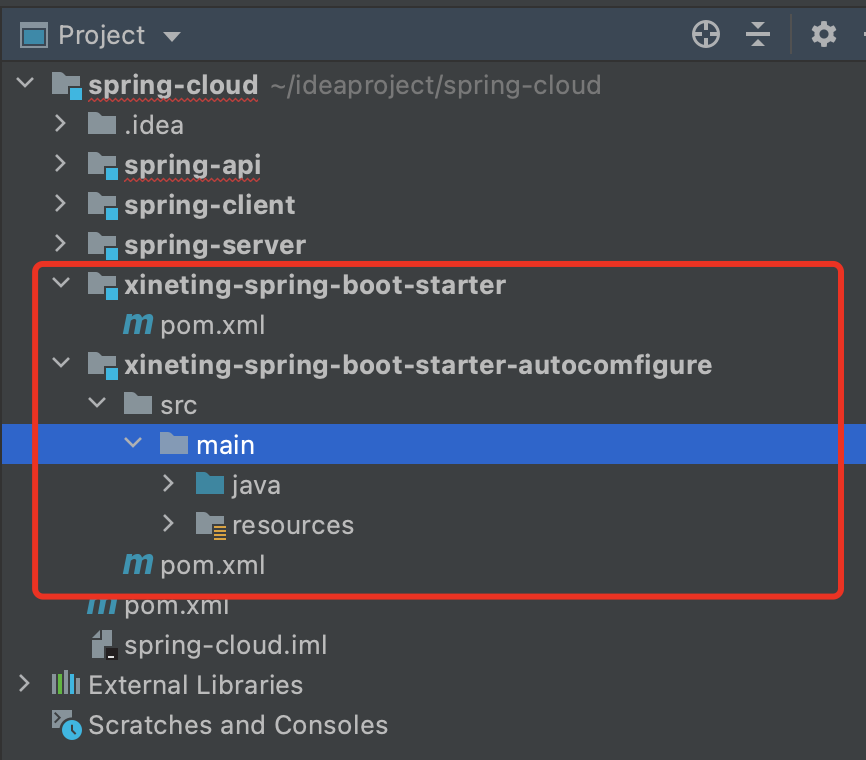 Project
spring-cloud ~/ideaproject/spring-cloud
.idea
spring-api
spring-client
spring-server
xineting-spring-boot-starter
pom.xml
xineting-spring-boot-starter-autocomfigure
src
main
java
resources
pom.xml
pom.xml
spring-cloud.iml
External Libraries
Scratches and Consoles